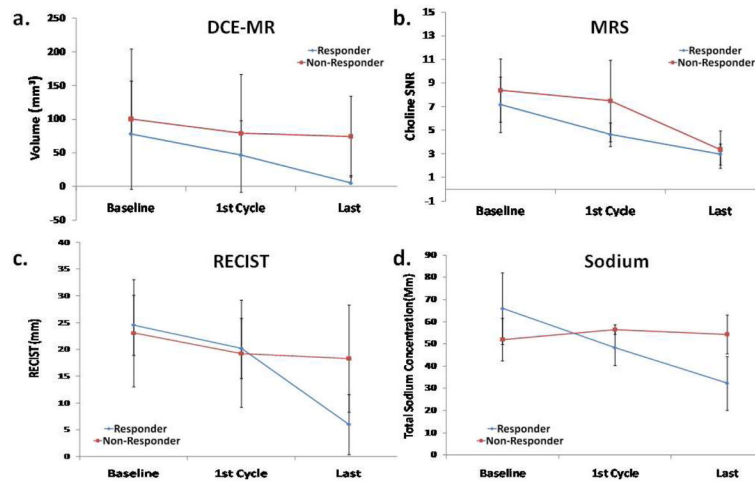 a.
DCE-MR
Responder
Non-Responder
Volume (mm³)
250
200
150
100
50
0
-50
Baseline 1st Cycle Last
b.
MRS
Responder
Non-Responder
Choline SNR
15
13
11
9
7
5
3
1
-1
Baseline 1st Cycle Last
c.
RECIST
RECIST (mm)
40
35
30
25
20
15
10
5
0
Responder
Non-Responder
Baseline 1st Cycle Last
d.
Sodium
Total Sodium Concentration(Mm)
90
80
70
60
50
40
30
20
10
0
Responder
Non-Responder
Baseline 1st Cycle Last